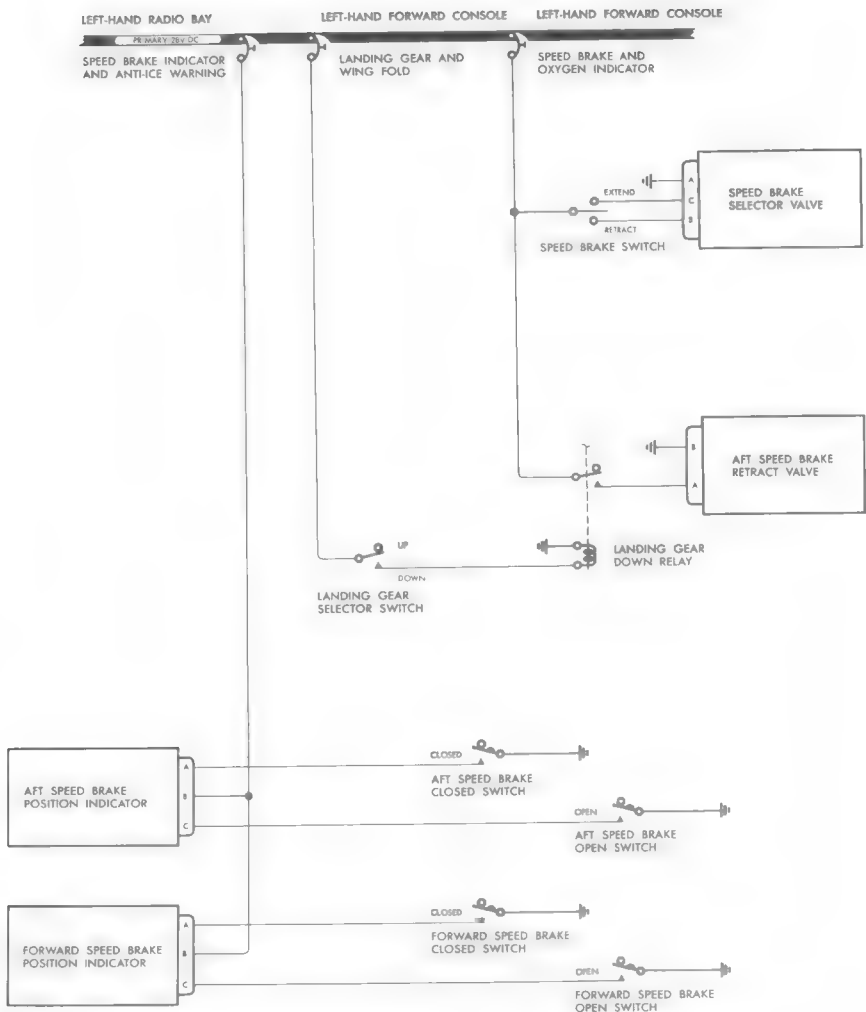 LEFT-HAND RADIO BAY
LEFT-HAND FORWARD CONSOLE
LEFT-HAND FORWARD CONSOLE
PRIMARY 28V DC
SPEED BRAKE INDICATOR
AND ANTI-ICE WARNING
LANDING GEAR AND
WING FOLD
SPEED BRAKE AND
OXYGEN INDICATOR
EXTEND
RETRACT
SPEED BRAKE SWITCH
A
C
B
SPEED BRAKE
SELECTOR VALVE
B
A
AFT SPEED BRAKE
RETRACT VALVE
UP
DOWN
LANDING GEAR
SELECTOR SWITCH
LANDING GEAR
DOWN RELAY
AFT SPEED BRAKE
POSITION INDICATOR
A
B
C
CLOSED
AFT SPEED BRAKE
CLOSED SWITCH
OPEN
AFT SPEED BRAKE
OPEN SWITCH
FORWARD SPEED BRAKE
POSITION INDICATOR
A
B
C
CLOSED
FORWARD SPEED BRAKE
CLOSED SWITCH
OPEN
FORWARD SPEED BRAKE
OPEN SWITCH